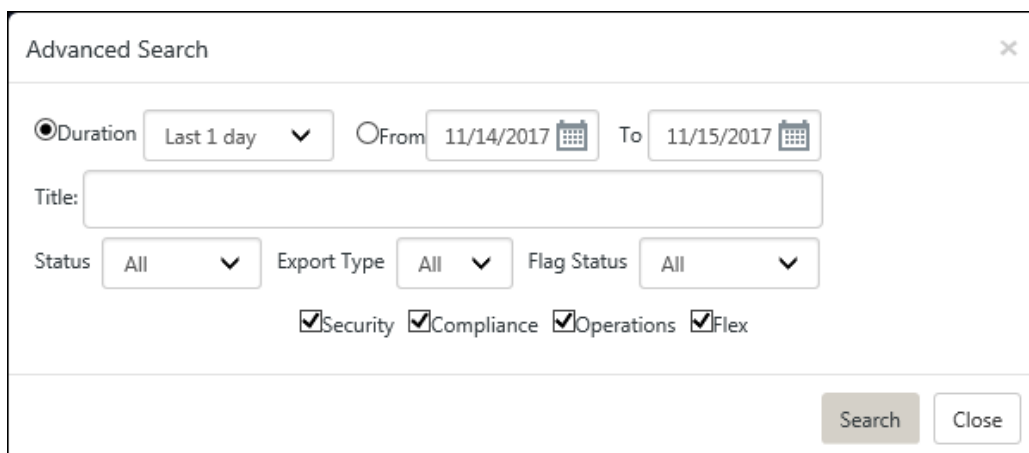 Advanced Search
Duration Last 1 day From 11/14/2017 To 11/15/2017
Title:
Status All Export Type All Flag Status All
Security Compliance Operations Flex
Search Close